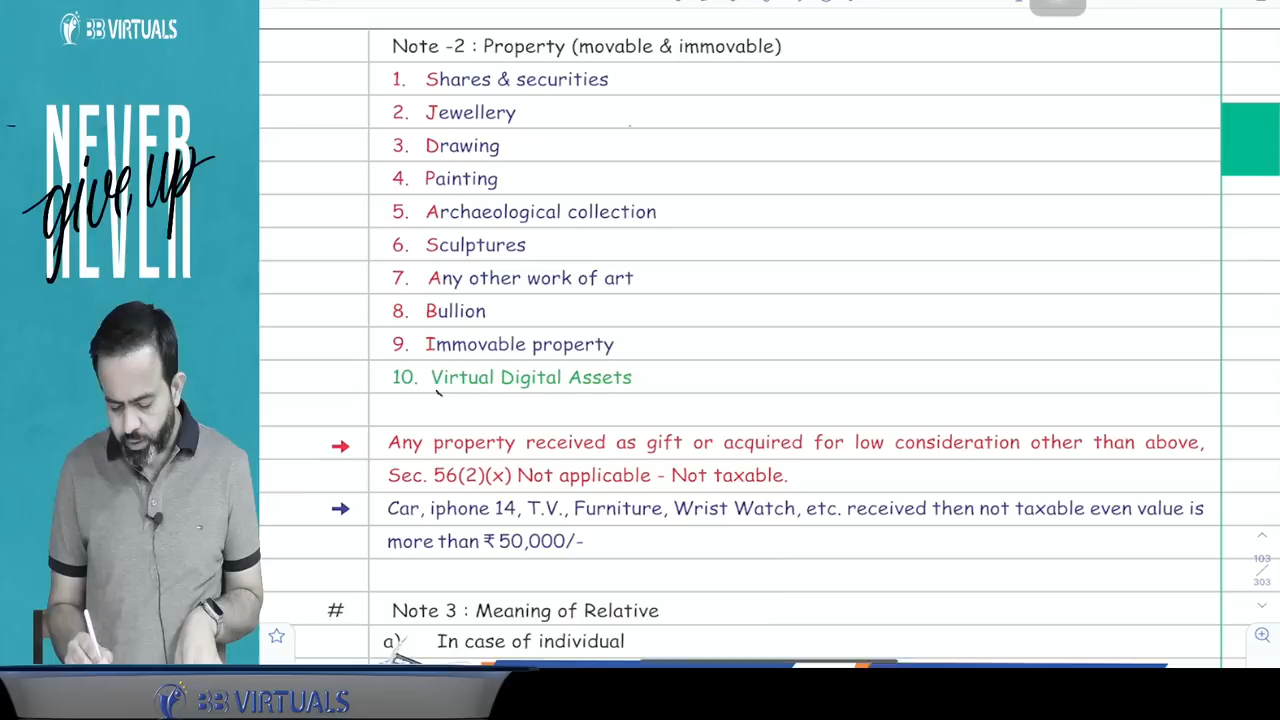 BB VIRTUALS
NEVER
give up
NEVER
Note -2 : Property (movable & immovable)
1. Shares & securities
2. Jewellery
3. Drawing
4. Painting
5. Archaeological collection
6. Sculptures
7. Any other work of art
8. Bullion
9. Immovable property
10. Virtual Digital Assets
Any property received as gift or acquired for low consideration other than above,
Sec. 56(2)(x) Not applicable - Not taxable.
Car, iphone 14, T.V., Furniture, Wrist Watch, etc. received then not taxable even value is
more than ₹ 50,000/-
103
303
# Note 3 : Meaning of Relative
a) In case of individual
BB VIRTUALS